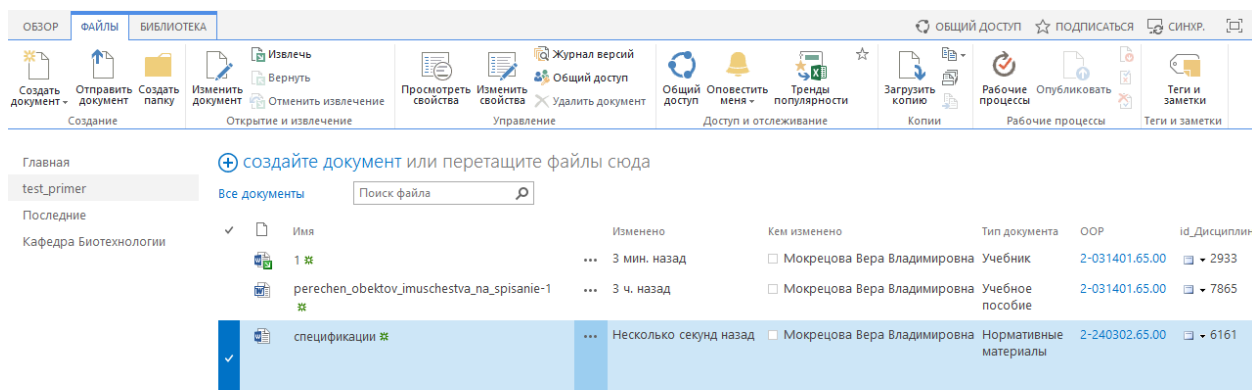 ОБЗОР ФАЙЛЫ БИБЛИОТЕКА ОБЩИЙ ДОСТУП ПОДПИСАТЬСЯ СИНХР.
Создать документ Отправить документ Создать папку
Создание
Изменить документ Извлечь
Вернуть
Отменить извлечение
Открытие и извлечение
Просмотреть свойства Изменить свойства Журнал версий
Общий доступ
Удалить документ
Управление
Общий доступ Оповестить меня Тренды популярности
Доступ и отслеживание
Загрузить копию
Копии
Рабочие процессы Опубликовать
Рабочие процессы
Теги и заметки
Теги и заметки
Главная
test_primer
Последние
Кафедра Биотехнологии
создайте документ или перетащите файлы сюда
Все документы Поиск файла
Имя Изменено Кем изменено Тип документа OOP id_Дисциплин
1 ... 3 мин. назад Мокрецова Вера Владимировна Учебник 2-031401.65.00 2933
perechen_obektov_imuschestva_na_spisanie-1 ... 3 ч. назад Мокрецова Вера Владимировна Учебное пособие 2-031401.65.00 7865
спецификации ... Несколько секунд назад Мокрецова Вера Владимировна Нормативные материалы 2-240302.65.00 6161